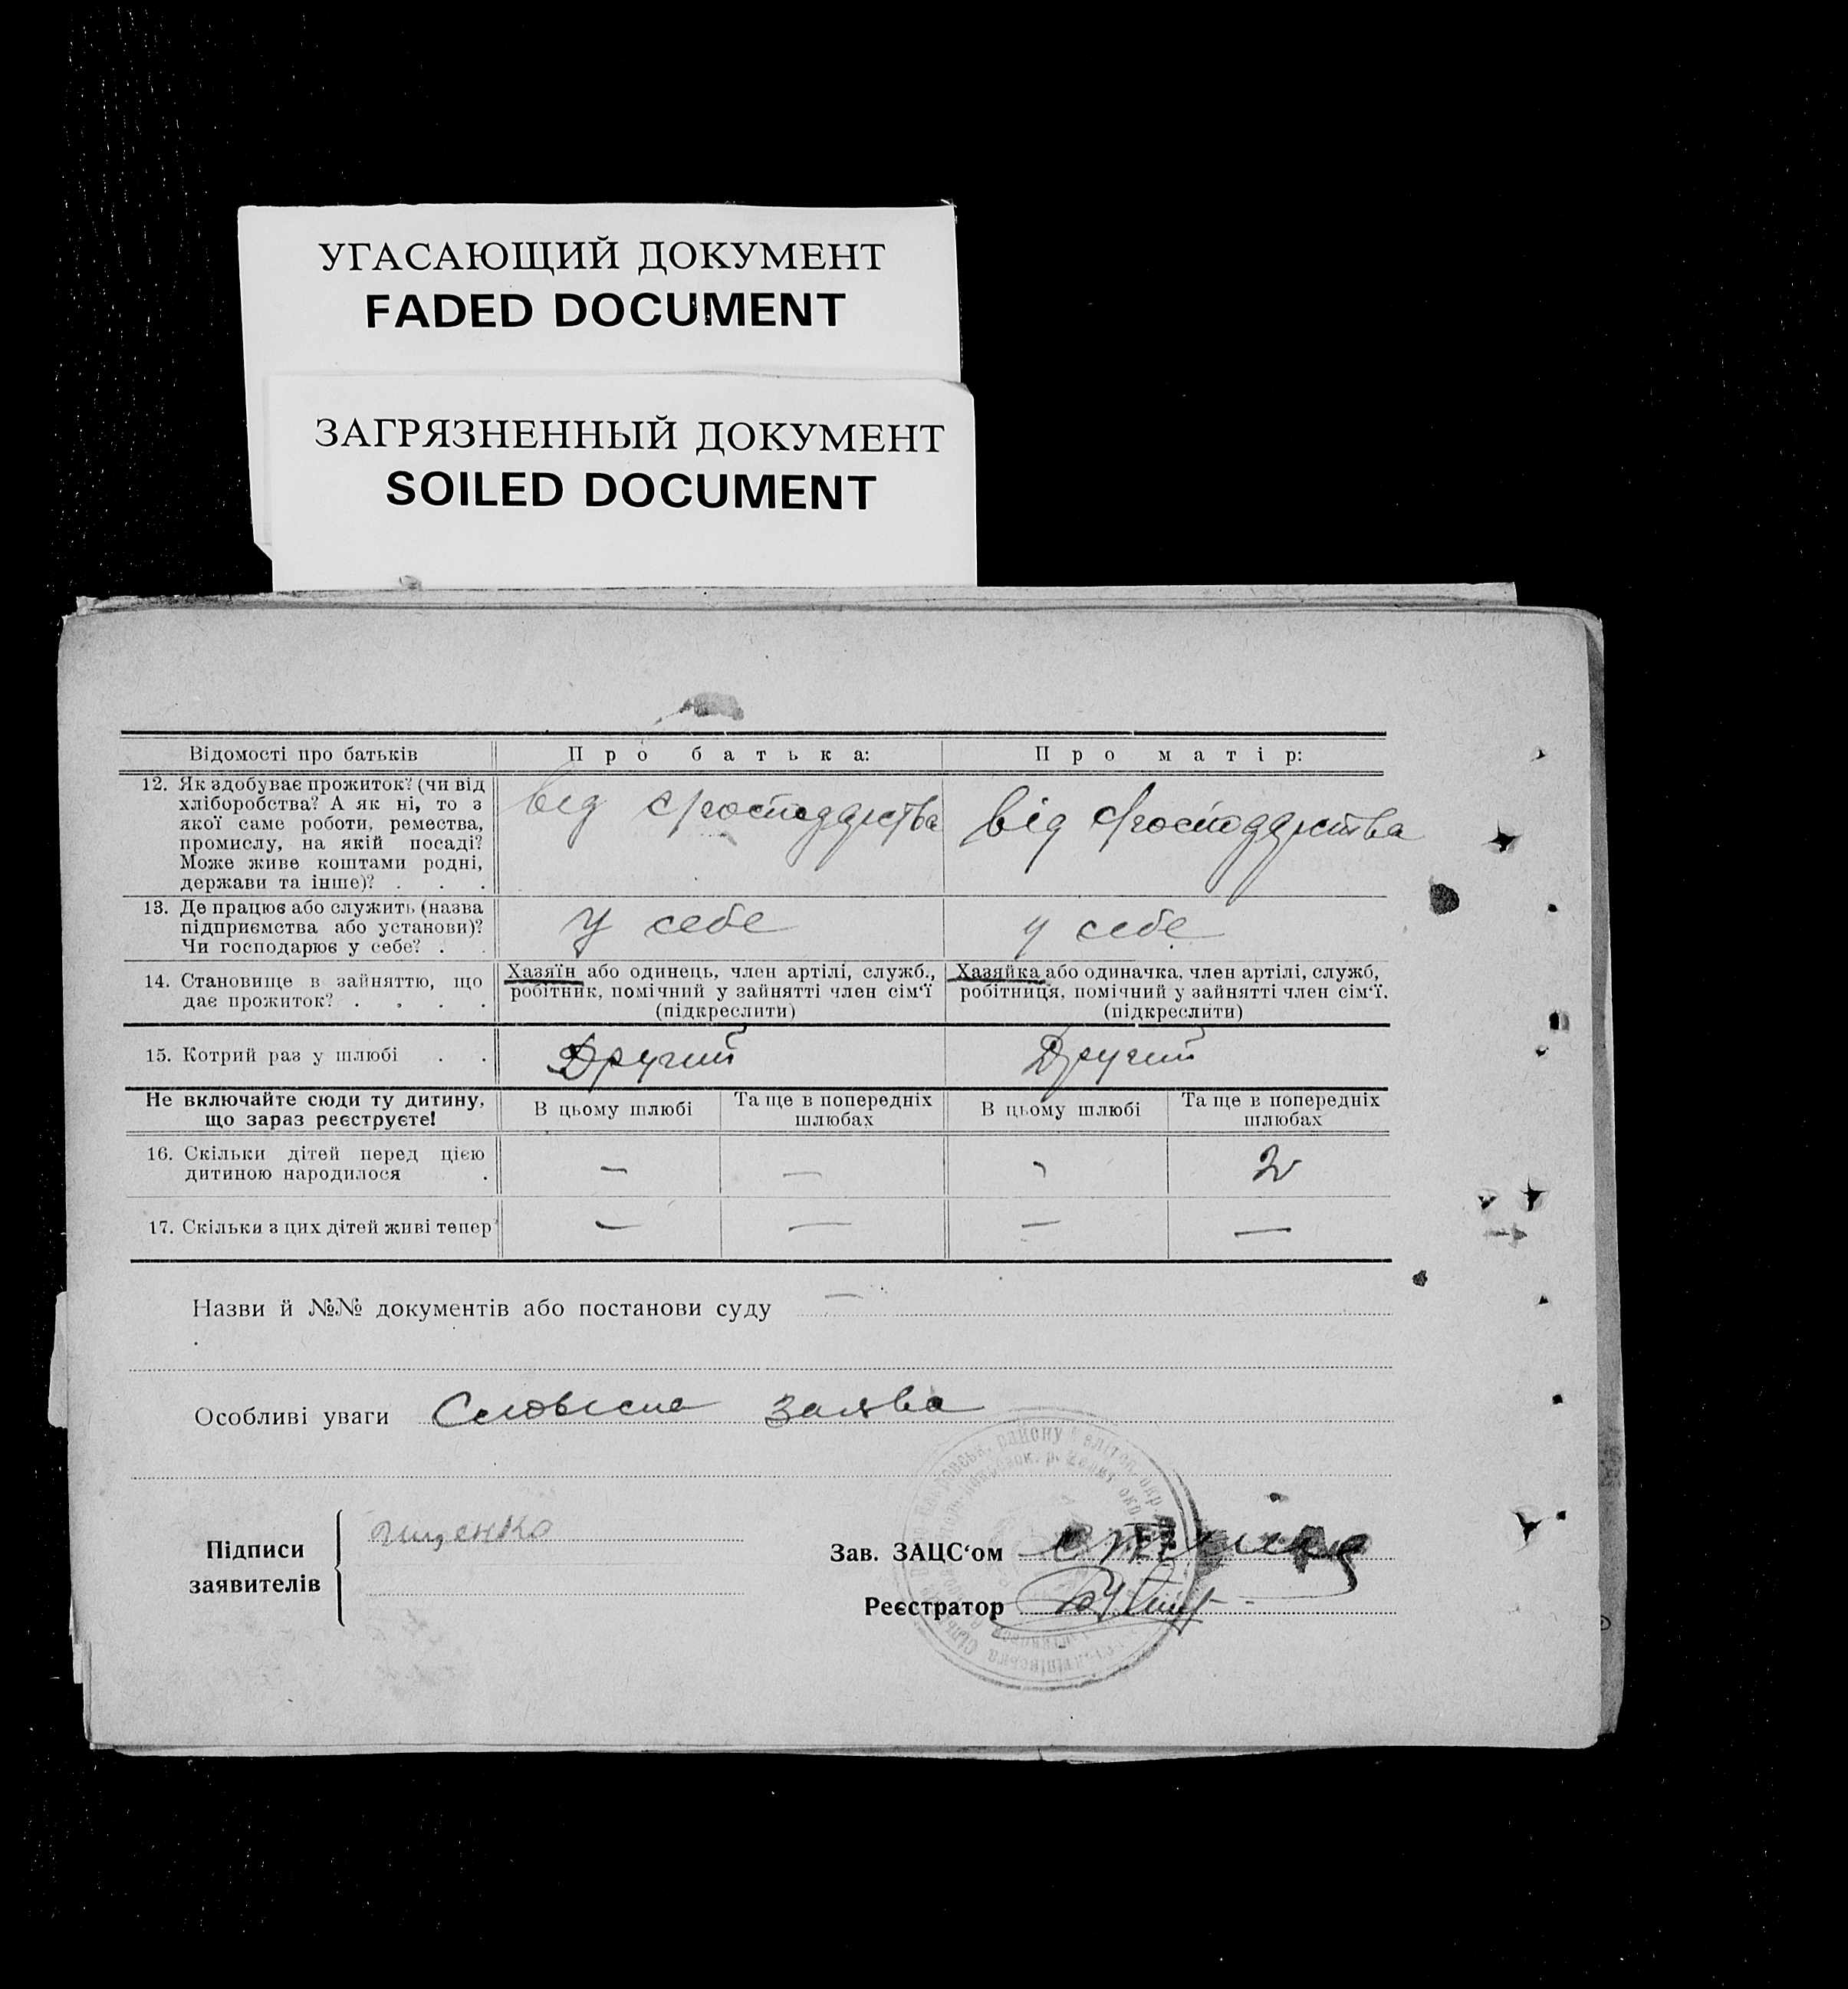 УГАСАЮЩИЙ ДОКУМЕНТ
FADED DOCUMENT
ЗАГРЯЗНЕННЫЙ ДОКУМЕНТ
SOILED DOCUMENT
Відомості про батьків
Про батька:
Про матір:
12. Як здобуває прожиток? (чи від
хліборобства? А як ні, то з
якої саме роботи, ремества,
промислу, на якій посаді?
Може живе коштами родні,
держави та інше)? . . .
від господарства
від господарства
13. Де працює або служить (назва
підприємства або установи)?
Чи господарює у себе? . .
у себе
у себе
14. Становище в зайняттю, що
дає прожиток? . . . .
Хазяїн або одинець, член артілі, служб.,
робітник, помічний у зайнятті член сім'ї
(підкреслити)
Хазяйка або одиначка, член артілі, служб,
робітниця, помічний у зайнятті член сім'ї.
(підкреслити)
15. Котрий раз у шлюбі . .
Другий
Другий
Не включайте сюди ту дитину,
що зараз реєструєте!
В цьому шлюбі
Та ще в попередніх
шлюбах
В цьому шлюбі
Та ще в попередніх
шлюбах
16. Скільки дітей перед цією
дитиною народилося .
— — - 2
17. Скільки з цих дітей живі тепер
— — — —
Назви й №№ документів або постанови суду —
Особливі уваги Словесна заява
Підписи
заявителів
Зав. ЗАЦС'ом
Реєстратор